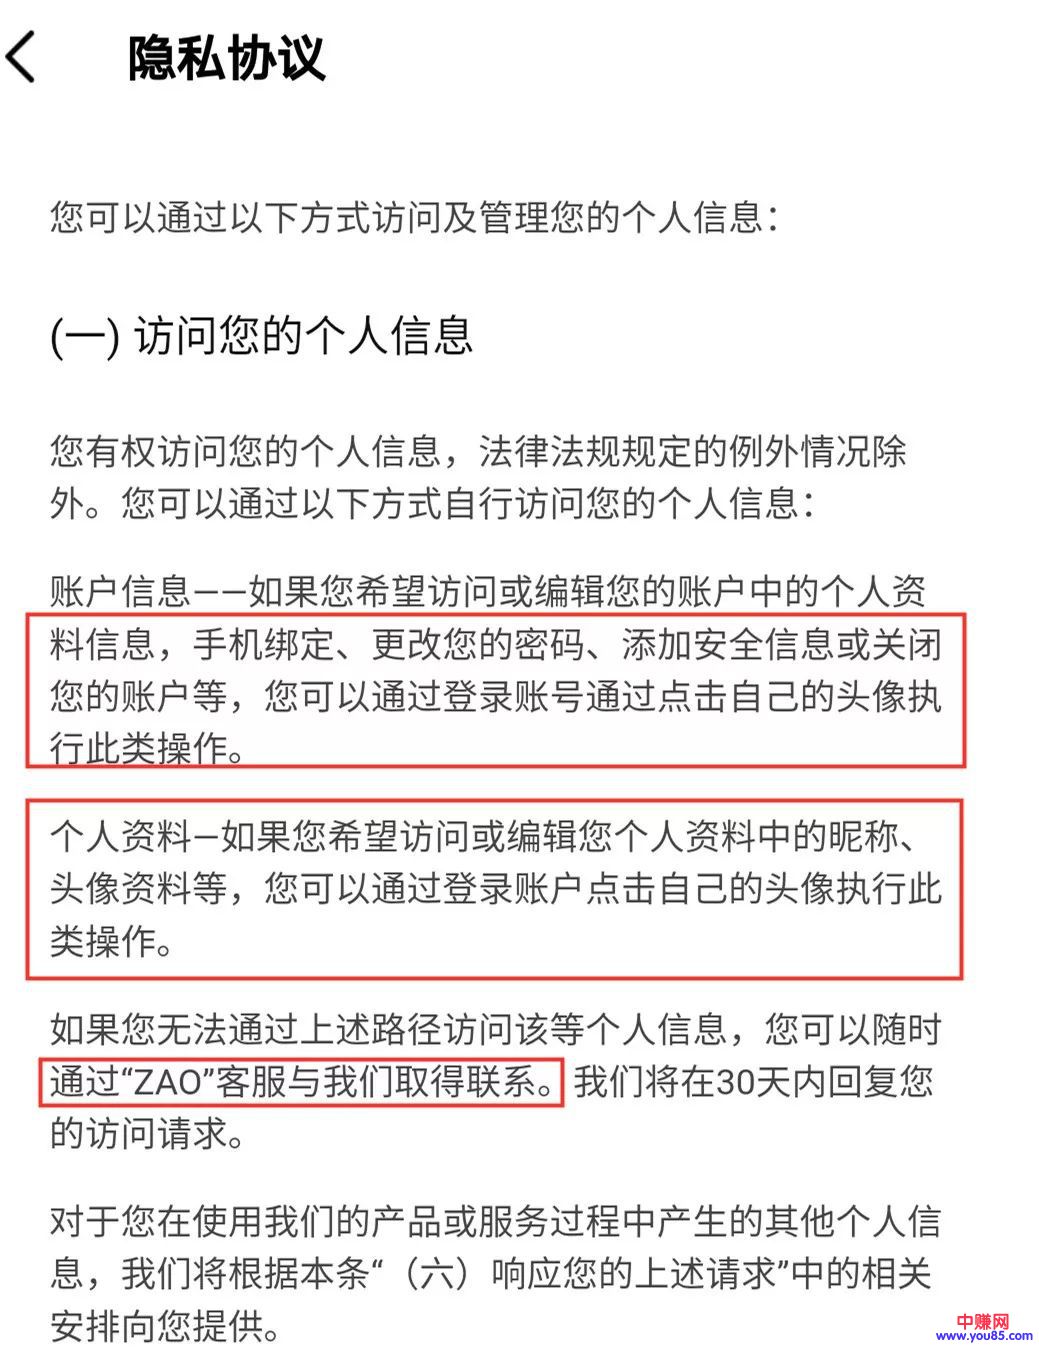 隐私协议
您可以通过以下方式访问及管理您的个人信息：
(一) 访问您的个人信息
您有权访问您的个人信息，法律法规规定的例外情况除
外。您可以通过以下方式自行访问您的个人信息：
账户信息——如果您希望访问或编辑您的账户中的个人资
料信息，手机绑定、更改您的密码、添加安全信息或关闭
您的账户等，您可以通过登录账号通过点击自己的头像执
行此类操作。
个人资料—如果您希望访问或编辑您个人资料中的昵称、
头像资料等，您可以通过登录账户点击自己的头像执行此
类操作。
如果您无法通过上述路径访问该等个人信息，您可以随时
通过“ZAO”客服与我们取得联系。我们将在30天内回复您
的访问请求。
对于您在使用我们的产品或服务过程中产生的其他个人信
息，我们将根据本条“（六）响应您的上述请求”中的相关
安排向您提供。
中赚网
www.you85.com